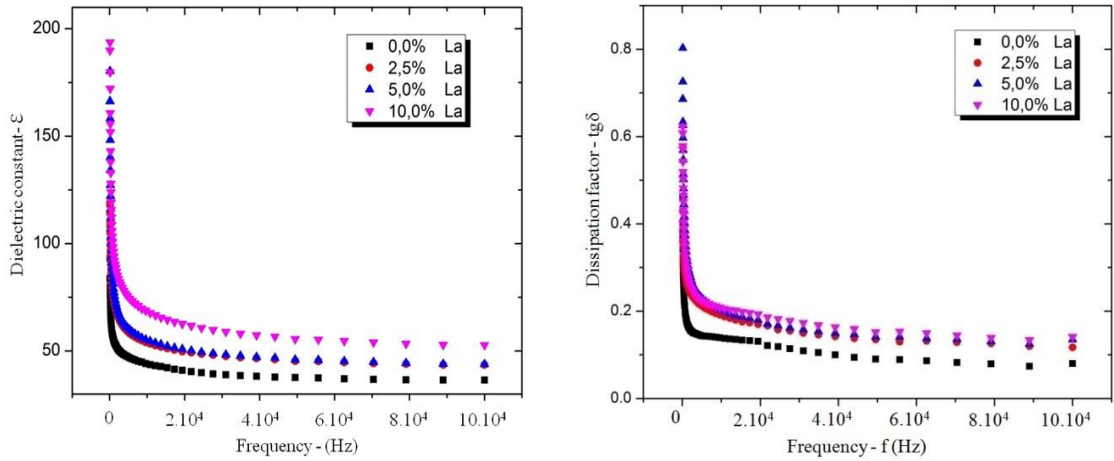 Dielectric constant- ε
200
150
100
50
0,0% La
2,5% La
5,0% La
10,0% La
0
2.10⁴
4.10⁴
6.10⁴
8.10⁴
10.10⁴
Frequency - (Hz)
Dissipation factor - tgδ
0.8
0.6
0.4
0.2
0.0
0,0% La
2,5% La
5,0% La
10,0% La
0
2.10⁴
4.10⁴
6.10⁴
8.10⁴
10.10⁴
Frequency - f (Hz)